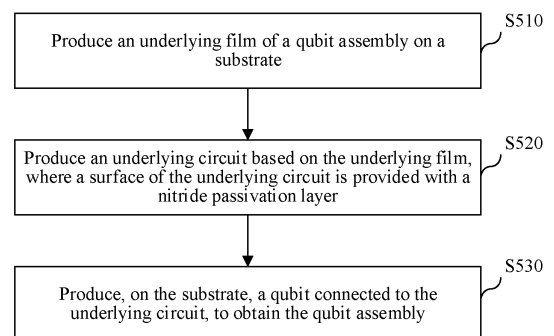 S510
Produce an underlying film of a qubit assembly on a
substrate
S520
Produce an underlying circuit based on the underlying film,
where a surface of the underlying circuit is provided with a
nitride passivation layer
S530
Produce, on the substrate, a qubit connected to the
underlying circuit, to obtain the qubit assembly